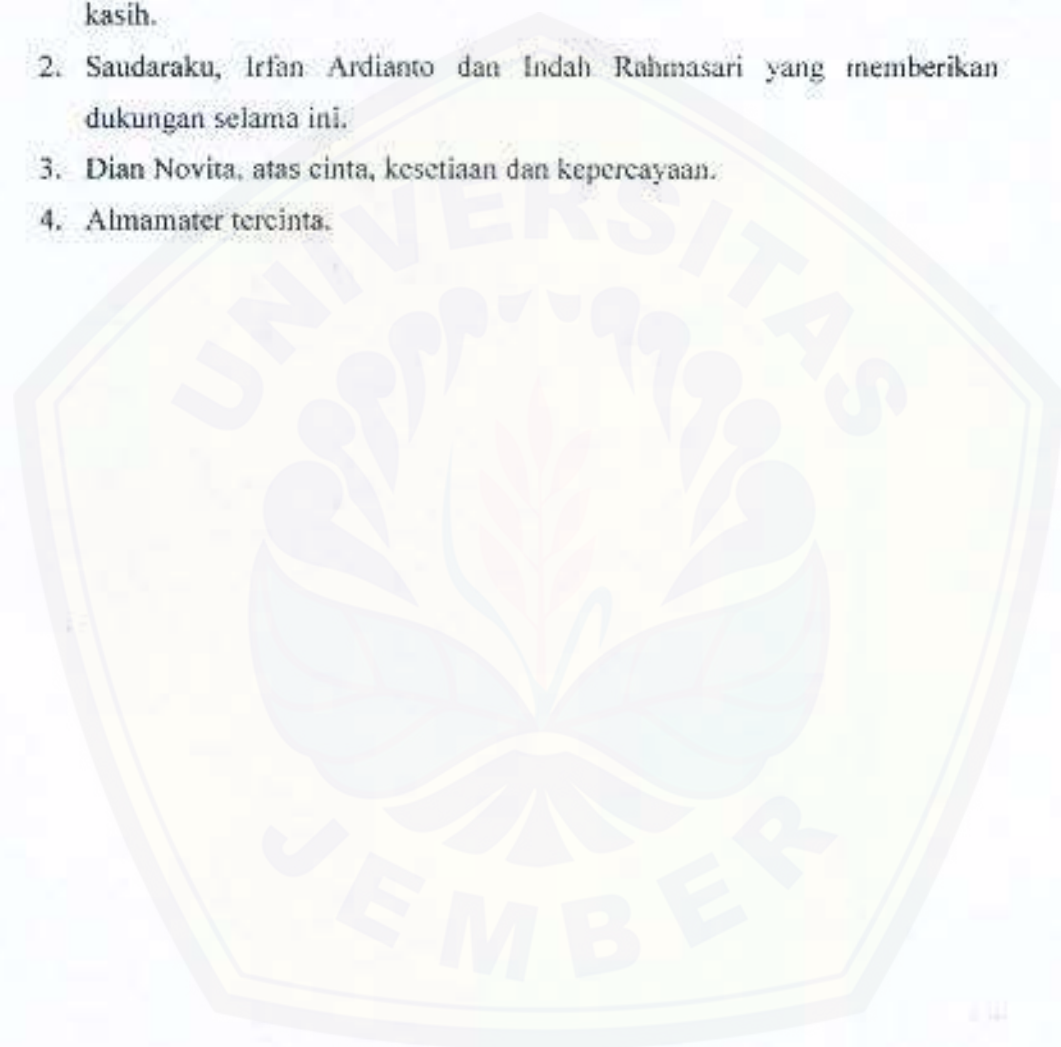 kasih.
2. Saudaraku, Irfan Ardianto dan Indah Rahmasari yang memberikan
dukungan selama ini.
3. Dian Novita, atas cinta, kesetiaan dan kepercayaan.
4. Almamater tercinta.
UNIVERSITAS
JEMBER